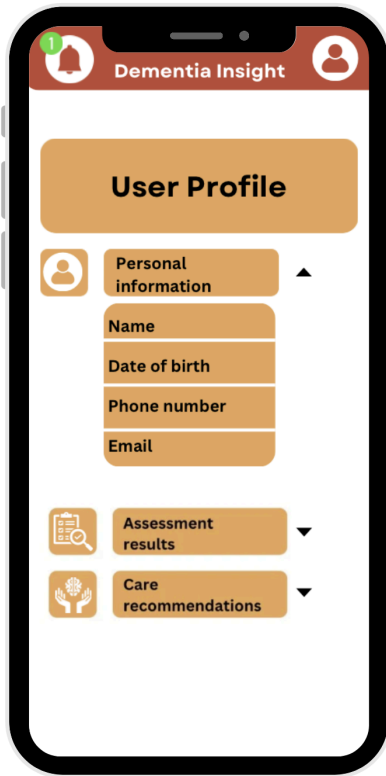 1
Dementia Insight
User Profile
Personal
information
Name
Date of birth
Phone number
Email
Assessment
results
Care
recommendations